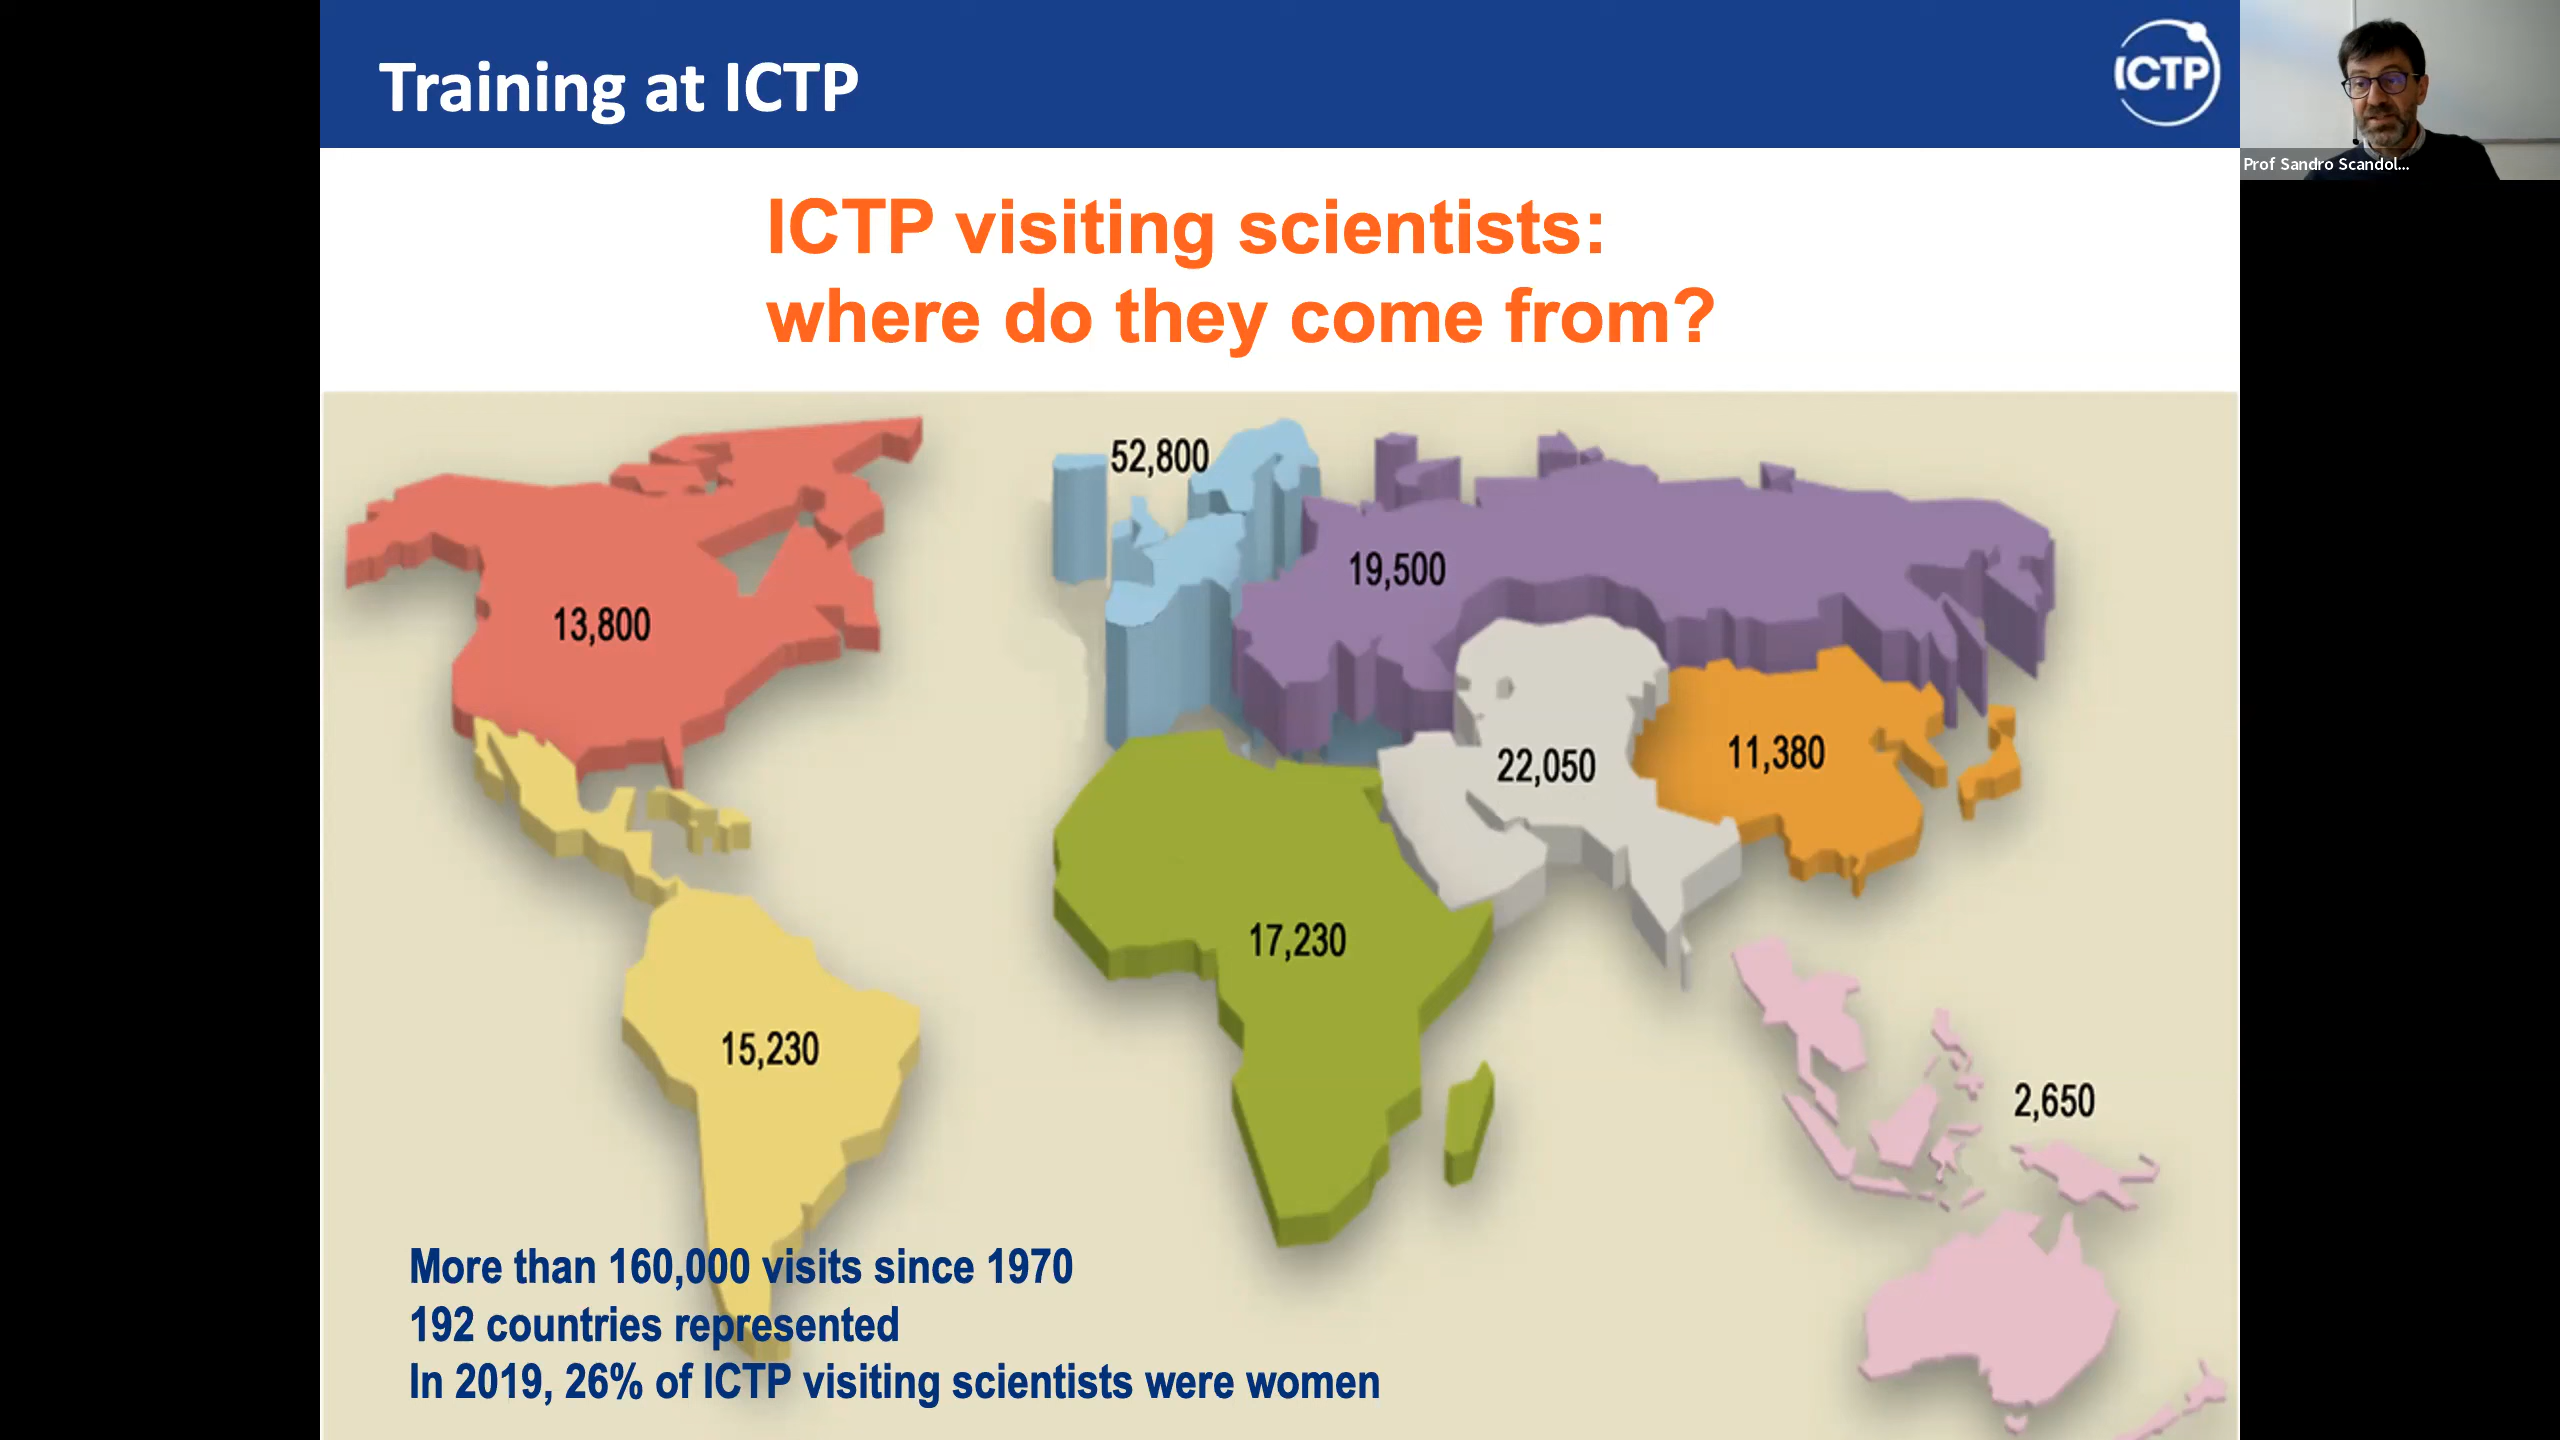 Training at ICTP
ICTP
Prof Sandro Scandol...
ICTP visiting scientists:
where do they come from?
52,800
19,500
13,800
22,050
11,380
17,230
15,230
2,650
More than 160,000 visits since 1970
192 countries represented
In 2019, 26% of ICTP visiting scientists were women